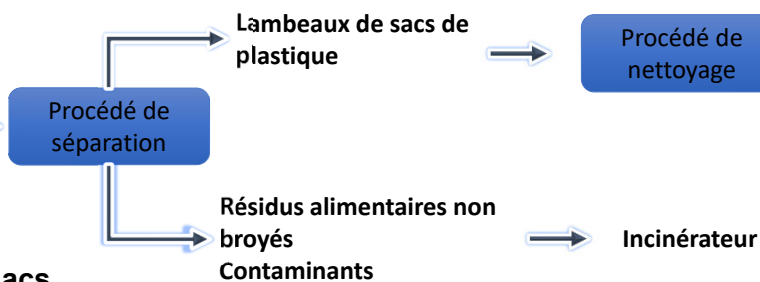 Lambeaux de sacs de
plastique
Procédé de
nettoyage
Procédé de
séparation
Résidus alimentaires non
broyés
Contaminants
Incinérateur